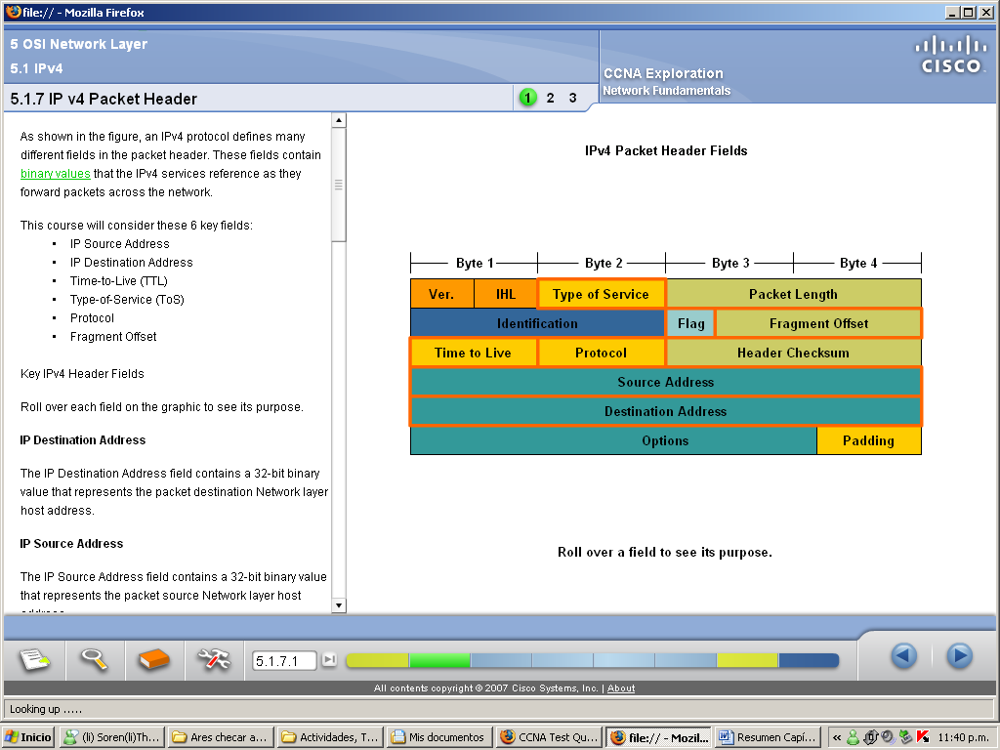 file:// - Mozilla Firefox
5 OSI Network Layer
5.1 IPv4
CISCO
CCNA Exploration
Network Fundamentals
5.1.7 IP v4 Packet Header
1 2 3
As shown in the figure, an IPv4 protocol defines many
different fields in the packet header. These fields contain
binary values that the IPv4 services reference as they
forward packets across the network.
This course will consider these 6 key fields:
• IP Source Address
• IP Destination Address
• Time-to-Live (TTL)
• Type-of-Service (ToS)
• Protocol
• Fragment Offset
Key IPv4 Header Fields
Roll over each field on the graphic to see its purpose.
IP Destination Address
The IP Destination Address field contains a 32-bit binary
value that represents the packet destination Network layer
host address.
IP Source Address
The IP Source Address field contains a 32-bit binary value
that represents the packet source Network layer host
IPv4 Packet Header Fields
Byte 1 Byte 2 Byte 3 Byte 4
Ver. IHL Type of Service Packet Length
Identification Flag Fragment Offset
Time to Live Protocol Header Checksum
Source Address
Destination Address
Options Padding
Roll over a field to see its purpose.
5.1.7.1
All contents copyright © 2007 Cisco Systems, Inc. | About
Looking up .....
Inicio (li) Soren(li)Th... Ares checar a... Actividades, T... Mis documentos CCNA Test Qu... file:// - Mozil... Resumen Capí... « 11:40 p.m.